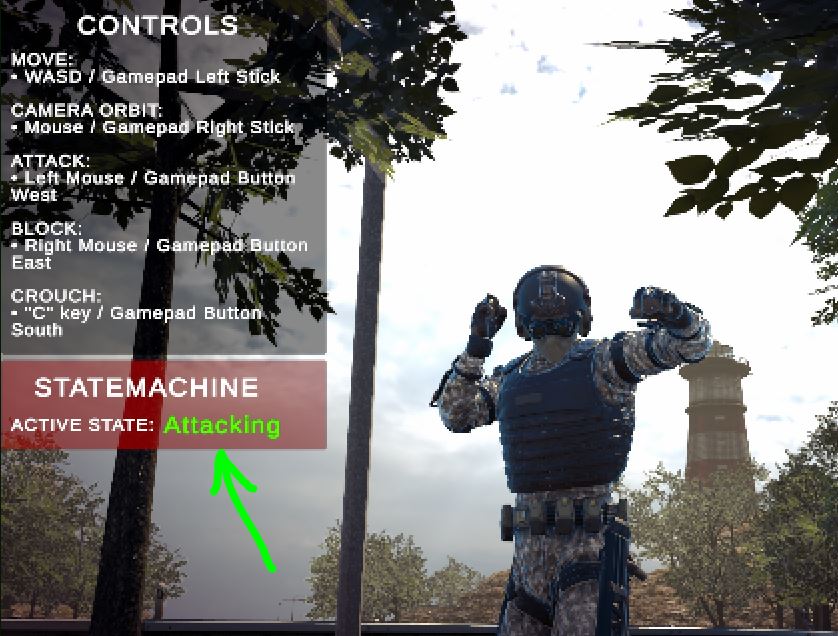 CONTROLS
MOVE:
• WASD / Gamepad Left Stick
CAMERA ORBIT:
• Mouse / Gamepad Right Stick
ATTACK:
• Left Mouse / Gamepad Button
West
BLOCK:
• Right Mouse / Gamepad Button
East
CROUCH:
• "C" key / Gamepad Button
South
STATEMACHINE
ACTIVE STATE: Attacking